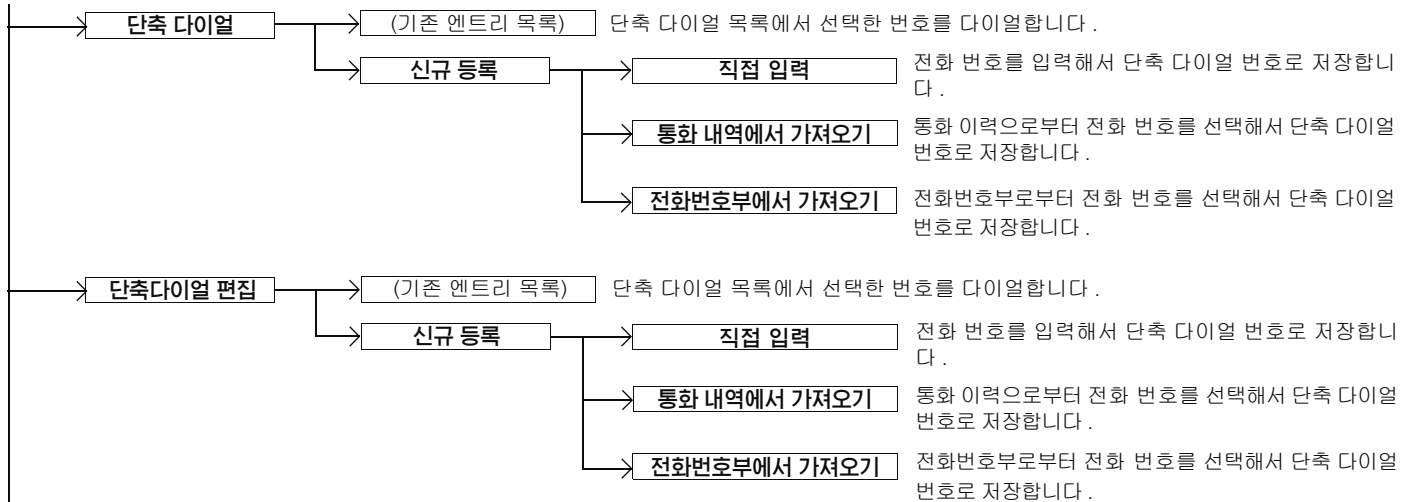 단축 다이얼
(기존 엔트리 목록)
단축 다이얼 목록에서 선택한 번호를 다이얼합니다 .
신규 등록
직접 입력
전화 번호를 입력해서 단축 다이얼 번호로 저장합니
다 .
통화 내역에서 가져오기
통화 이력으로부터 전화 번호를 선택해서 단축 다이얼
번호로 저장합니다 .
전화번호부에서 가져오기
전화번호부로부터 전화 번호를 선택해서 단축 다이얼
번호로 저장합니다 .
단축다이얼 편집
(기존 엔트리 목록)
단축 다이얼 목록에서 선택한 번호를 다이얼합니다 .
신규 등록
직접 입력
전화 번호를 입력해서 단축 다이얼 번호로 저장합니
다 .
통화 내역에서 가져오기
통화 이력으로부터 전화 번호를 선택해서 단축 다이얼
번호로 저장합니다 .
전화번호부에서 가져오기
전화번호부로부터 전화 번호를 선택해서 단축 다이얼
번호로 저장합니다 .